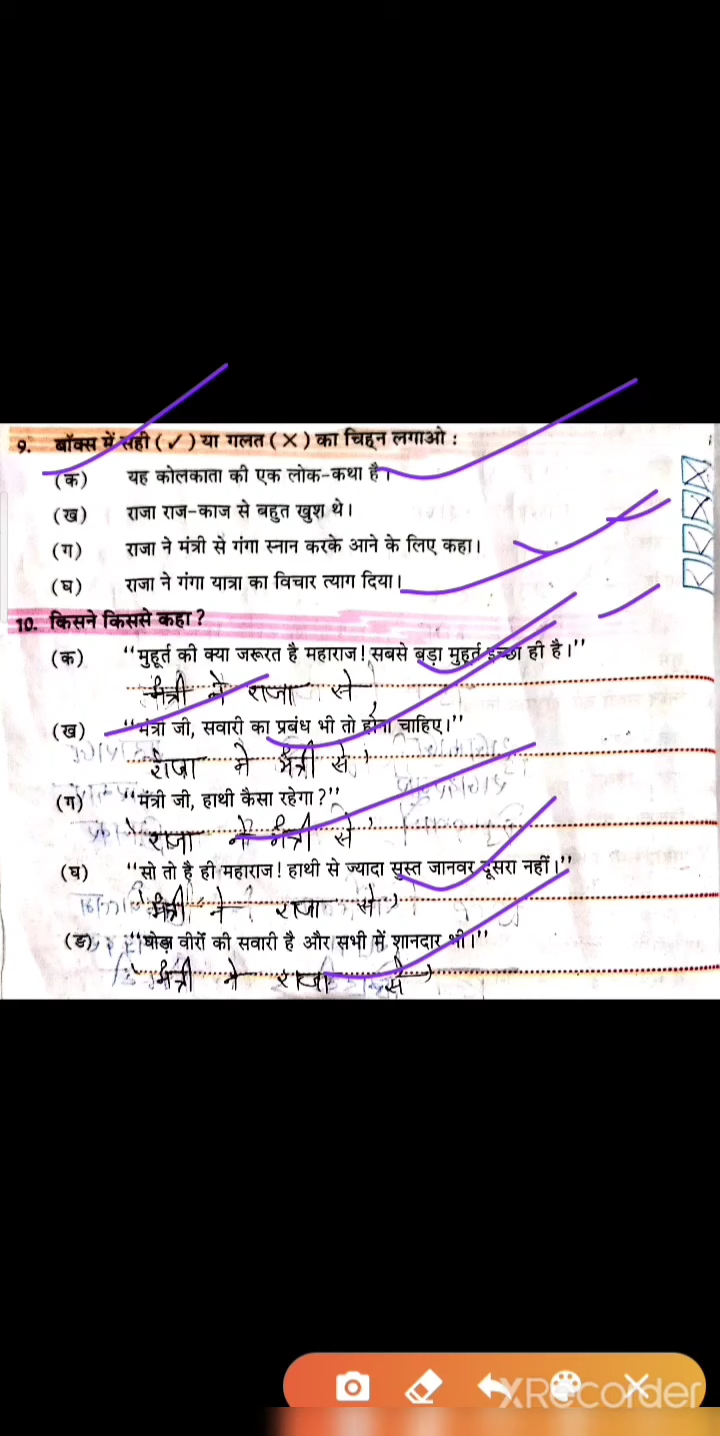 9. बॉक्स में सही (✓) या गलत (×) का चिह्न लगाओ :
(क) यह कोलकाता की एक लोक-कथा है।
(ख) राजा राज-काज से बहुत खुश थे।
(ग) राजा ने मंत्री से गंगा स्नान करके आने के लिए कहा।
(घ) राजा ने गंगा यात्रा का विचार त्याग दिया।
10. किसने किससे कहा?
(क) “मुहूर्त की क्या जरूरत है महाराज! सबसे बड़ा मुहूर्त इच्छा ही है।”
मंत्री ने राजा से
(ख) “मंत्री जी, सवारी का प्रबंध भी तो होना चाहिए।”
राजा ने मंत्री से
(ग) “मंत्री जी, हाथी कैसा रहेगा?”
राजा ने मंत्री से
(घ) “सो तो है ही महाराज! हाथी से ज्यादा सुस्त जानवर दूसरा नहीं।”
मंत्री ने राजा से
(ङ) “घोड़ा वीरों की सवारी है और सभी में शानदार भी।”
मंत्री ने राजा से
XRecorder